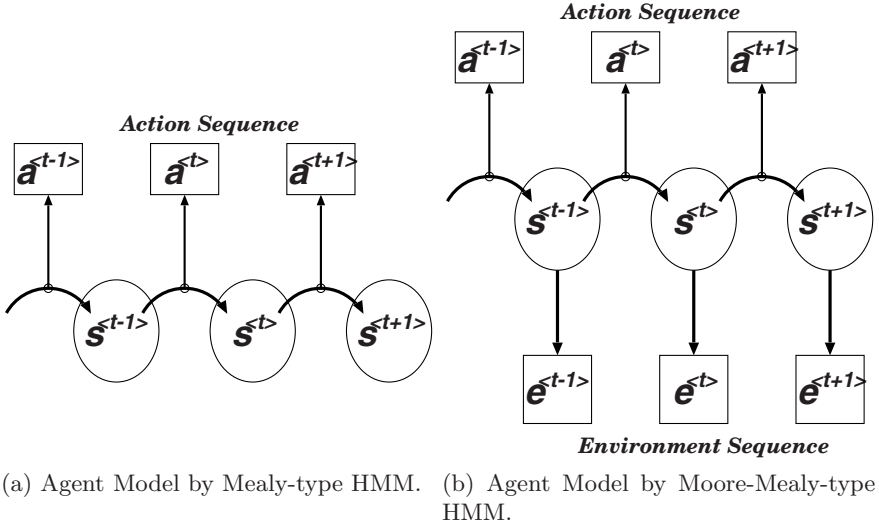 Action Sequence
a<t-1> a<t> a<t+1>
s<t-1> s<t> s<t+1>
(a) Agent Model by Mealy-type HMM.
Action Sequence
a<t-1> a<t> a<t+1>
s<t-1> s<t> s<t+1>
e<t-1> e<t> e<t+1>
Environment Sequence
(b) Agent Model by Moore-Mealy-type
HMM.